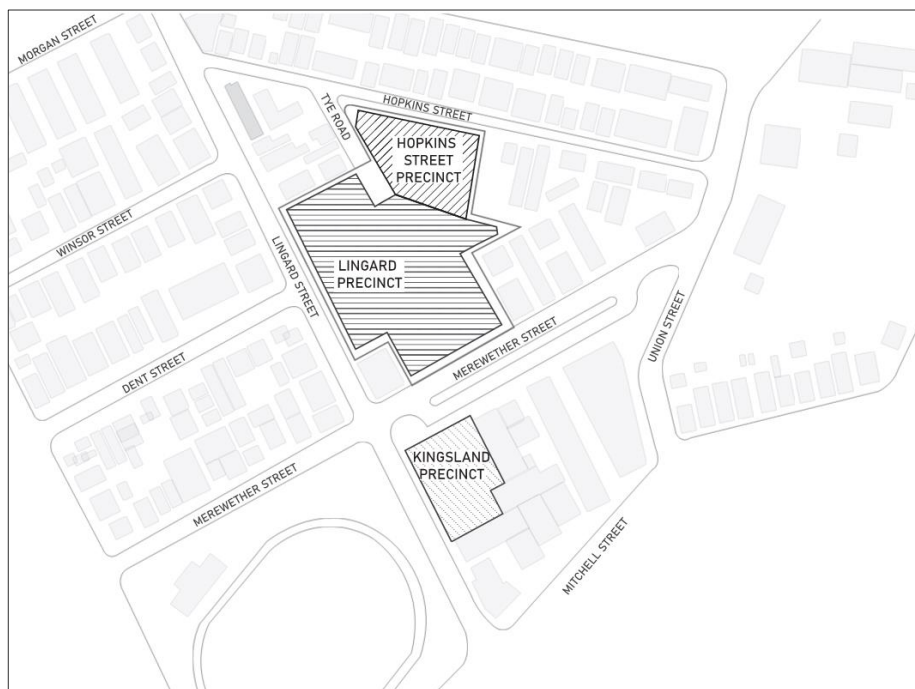 MORGAN STREET
TYE ROAD
HOPKINS STREET
HOPKINS
STREET
PRECINCT
WINSOR STREET
LINGARD STREET
LINGARD
PRECINCT
UNION STREET
MEREWETHER STREET
DENT STREET
KINGSLAND
PRECINCT
MEREWETHER STREET
MITCHELL STREET